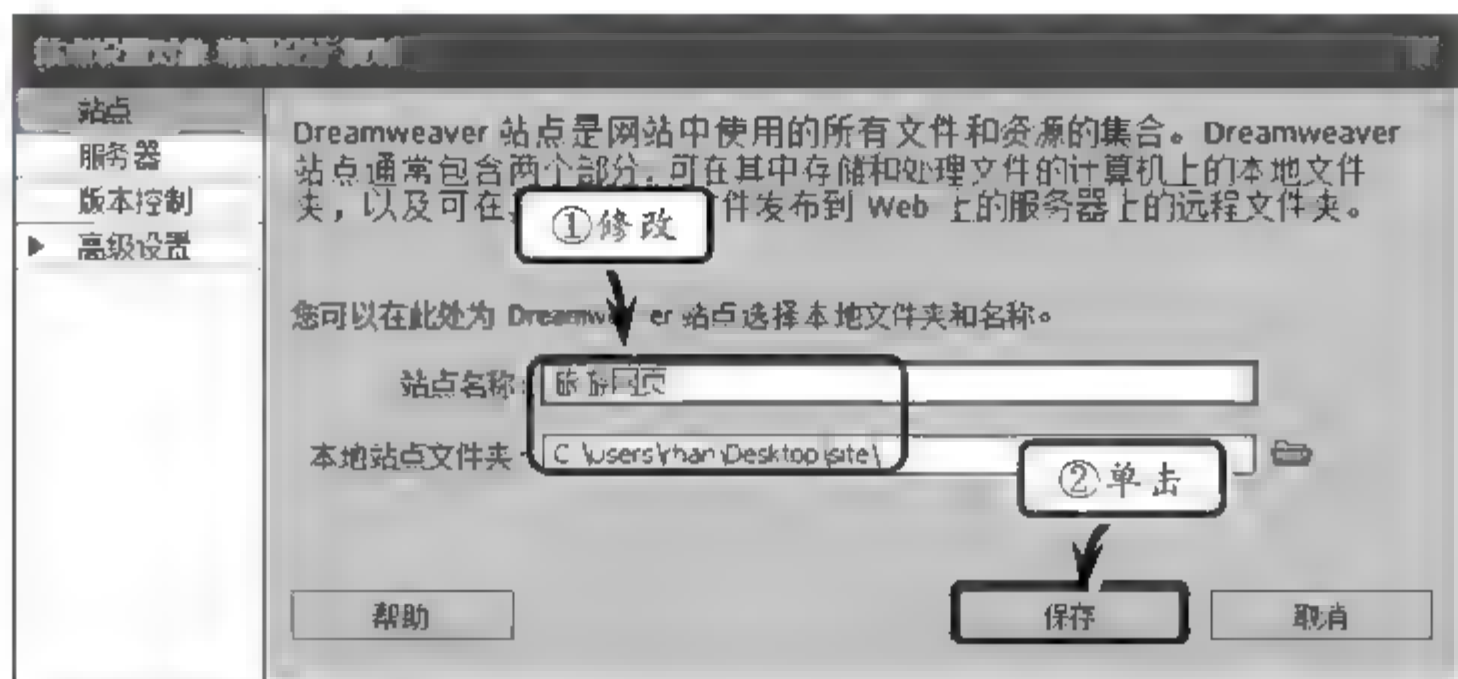 站点
服务器
版本控制
高级设置
Dreamweaver 站点是网站中使用的所有文件和资源的集合。Dreamweaver
站点通常包含两个部分：可在其中存储和处理文件的计算机上的本地文件
夹，以及可在 件发布到 Web 上的服务器上的远程文件夹。
①修改
您可以在此处为 Dreamw er 站点选择本地文件夹和名称。
站点名称： 网页
本地站点文件夹： Desktop\site\
②单击
帮助
保存
取消